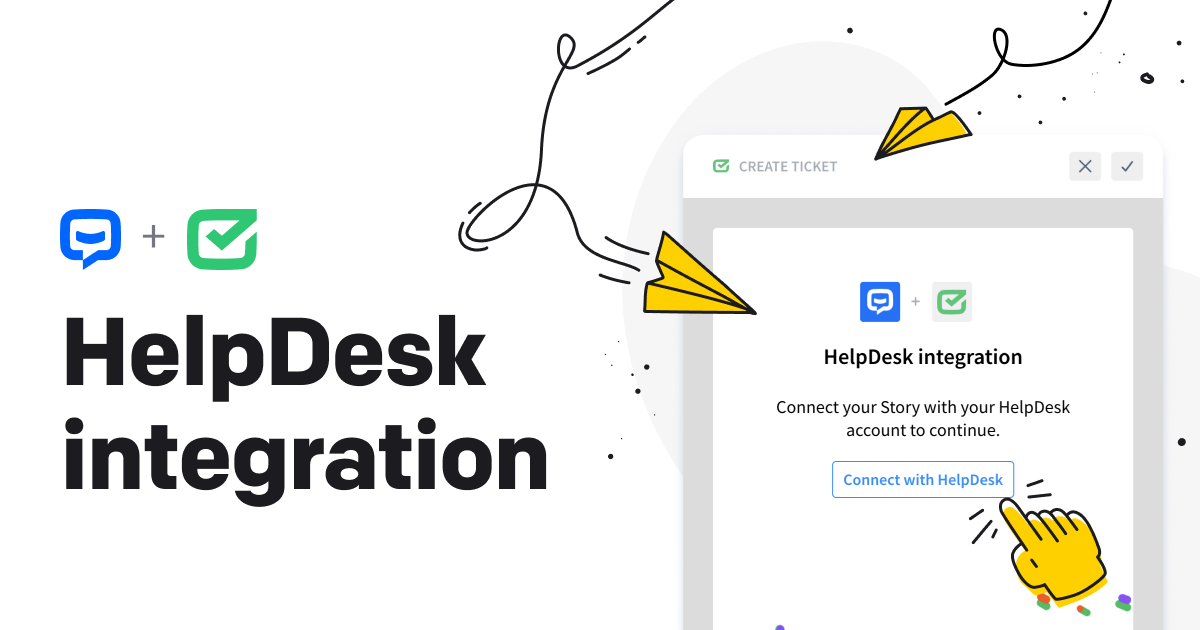 +
HelpDesk
integration
CREATE TICKET
+
HelpDesk integration
Connect your Story with your HelpDesk
account to continue.
Connect with HelpDesk